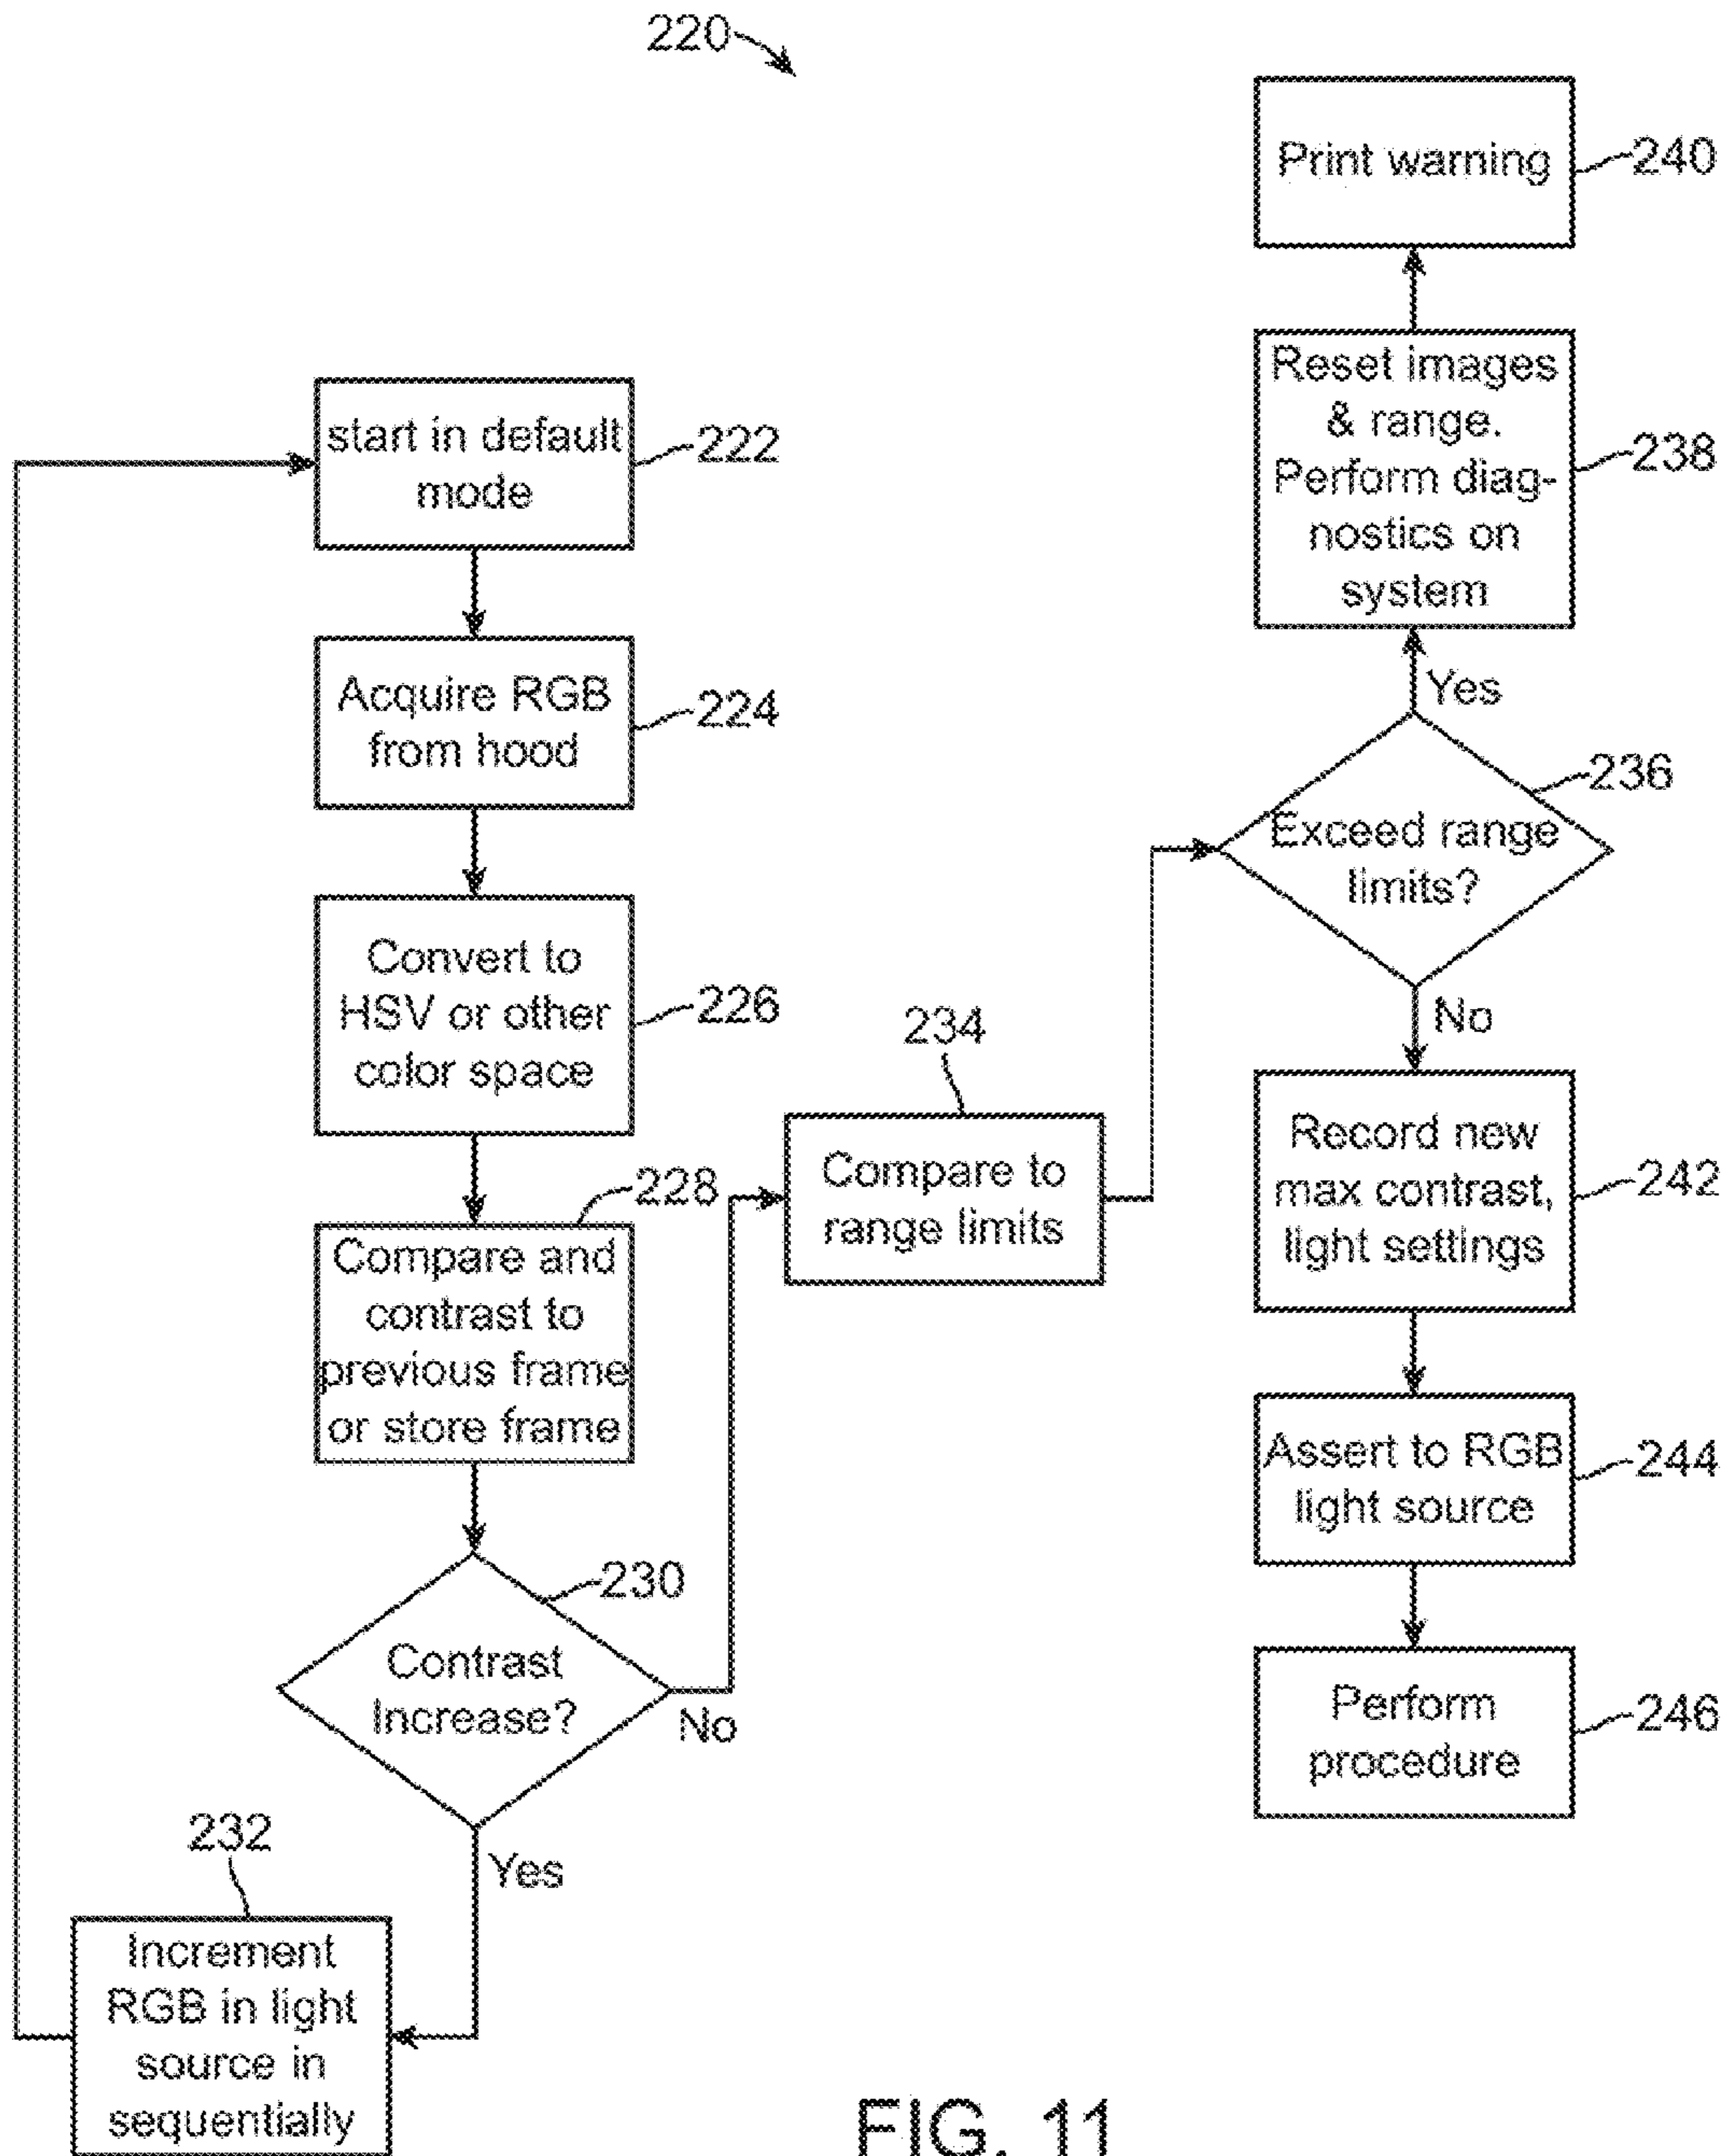 220
start in default
mode
222
Acquire RGB
from hood
224
Convert to
HSV or other
color space
226
Compare and
contrast to
previous frame
or store frame
228
Contrast
Increase?
230
Yes
No
232
Increment
RGB in light
source in
sequentially
234
Compare to
range limits
Exceed range
limits?
236
Yes
No
Reset images
& range.
Perform diag-
nostics on
system
238
Print warning
240
Record new
max contrast,
light settings
242
Assert to RGB
light source
244
Perform
procedure
246
FIG. 11